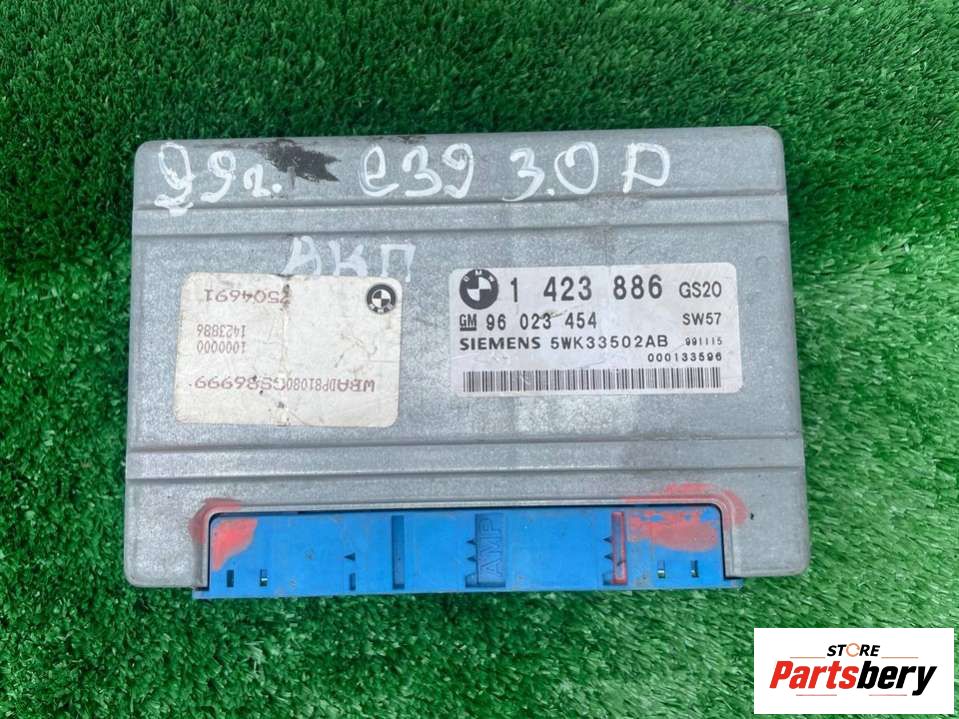 99г. e39 3.0 D
АКП
1 423 886 GS20
GM 96 023 454 SW57
SIEMENS 5WK33502AB 991115
000133596
WBADP81080GS86999
1000000
1423886
2504691
AMP
STORE
Partsbery